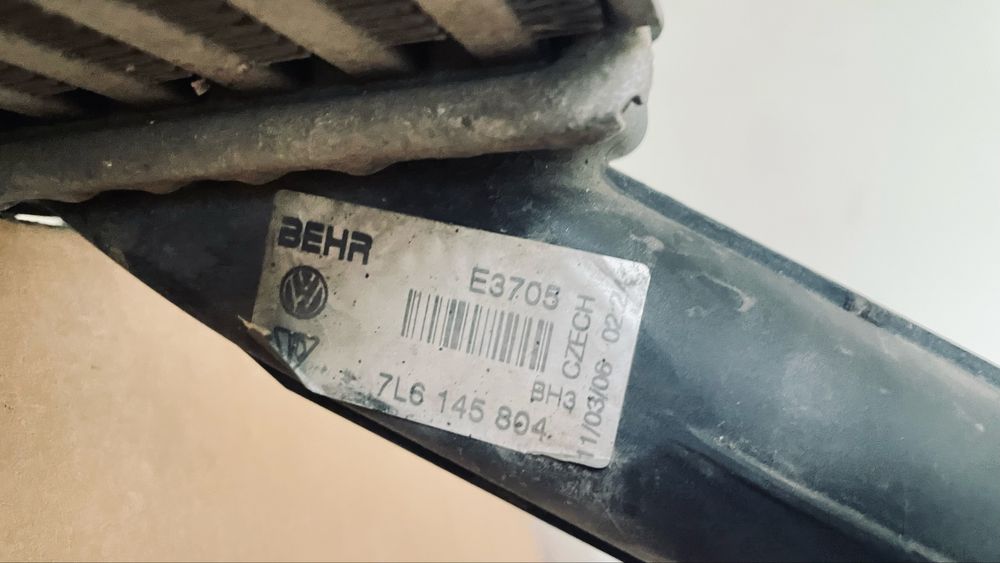 BEHR
E3705
BH3 CZECH
7L6 145 804
11/03/06